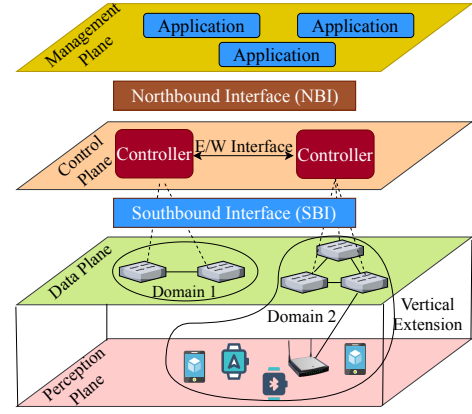 Management
Plane
Application
Application
Application
Northbound Interface (NBI)
Control
Plane
Controller
E/W Interface
Controller
Southbound Interface (SBI)
Data Plane
Domain 1
Domain 2
Vertical
Extension
Perception
Plane